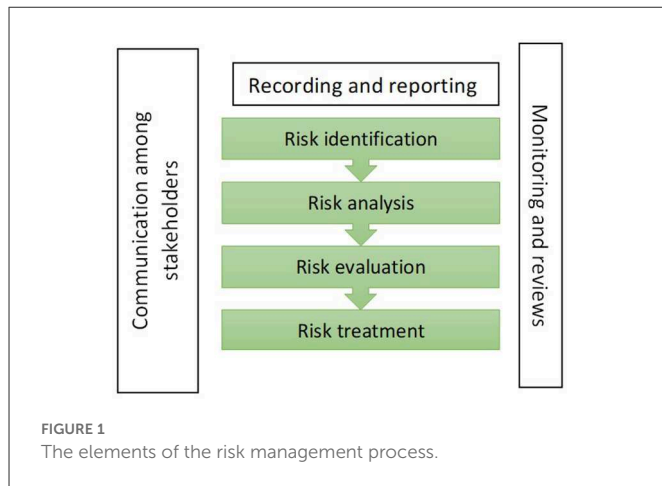 Communication among
stakeholders
Recording and reporting
Risk identification
Risk analysis
Risk evaluation
Risk treatment
Monitoring and reviews
FIGURE 1
The elements of the risk management process.